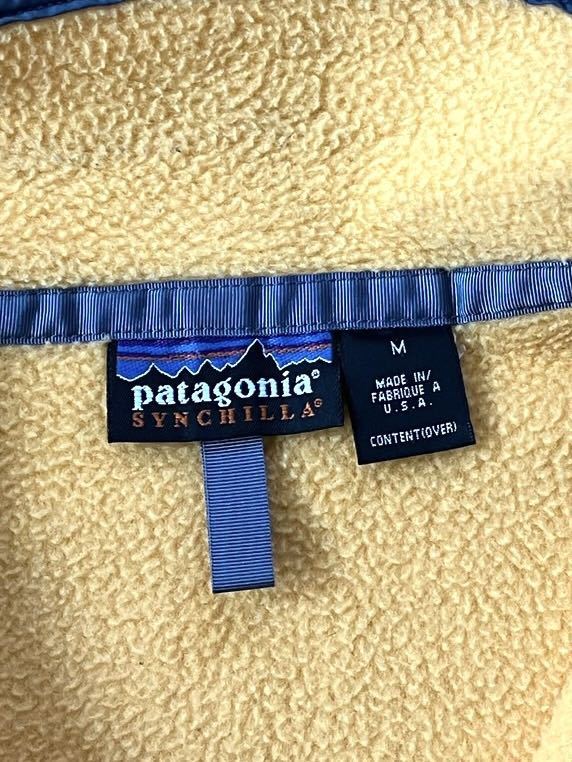 patagonia®
SYNCHILLA®
M
MADE IN/
FABRIQUE A
U.S.A.
CONTENT(OVER)